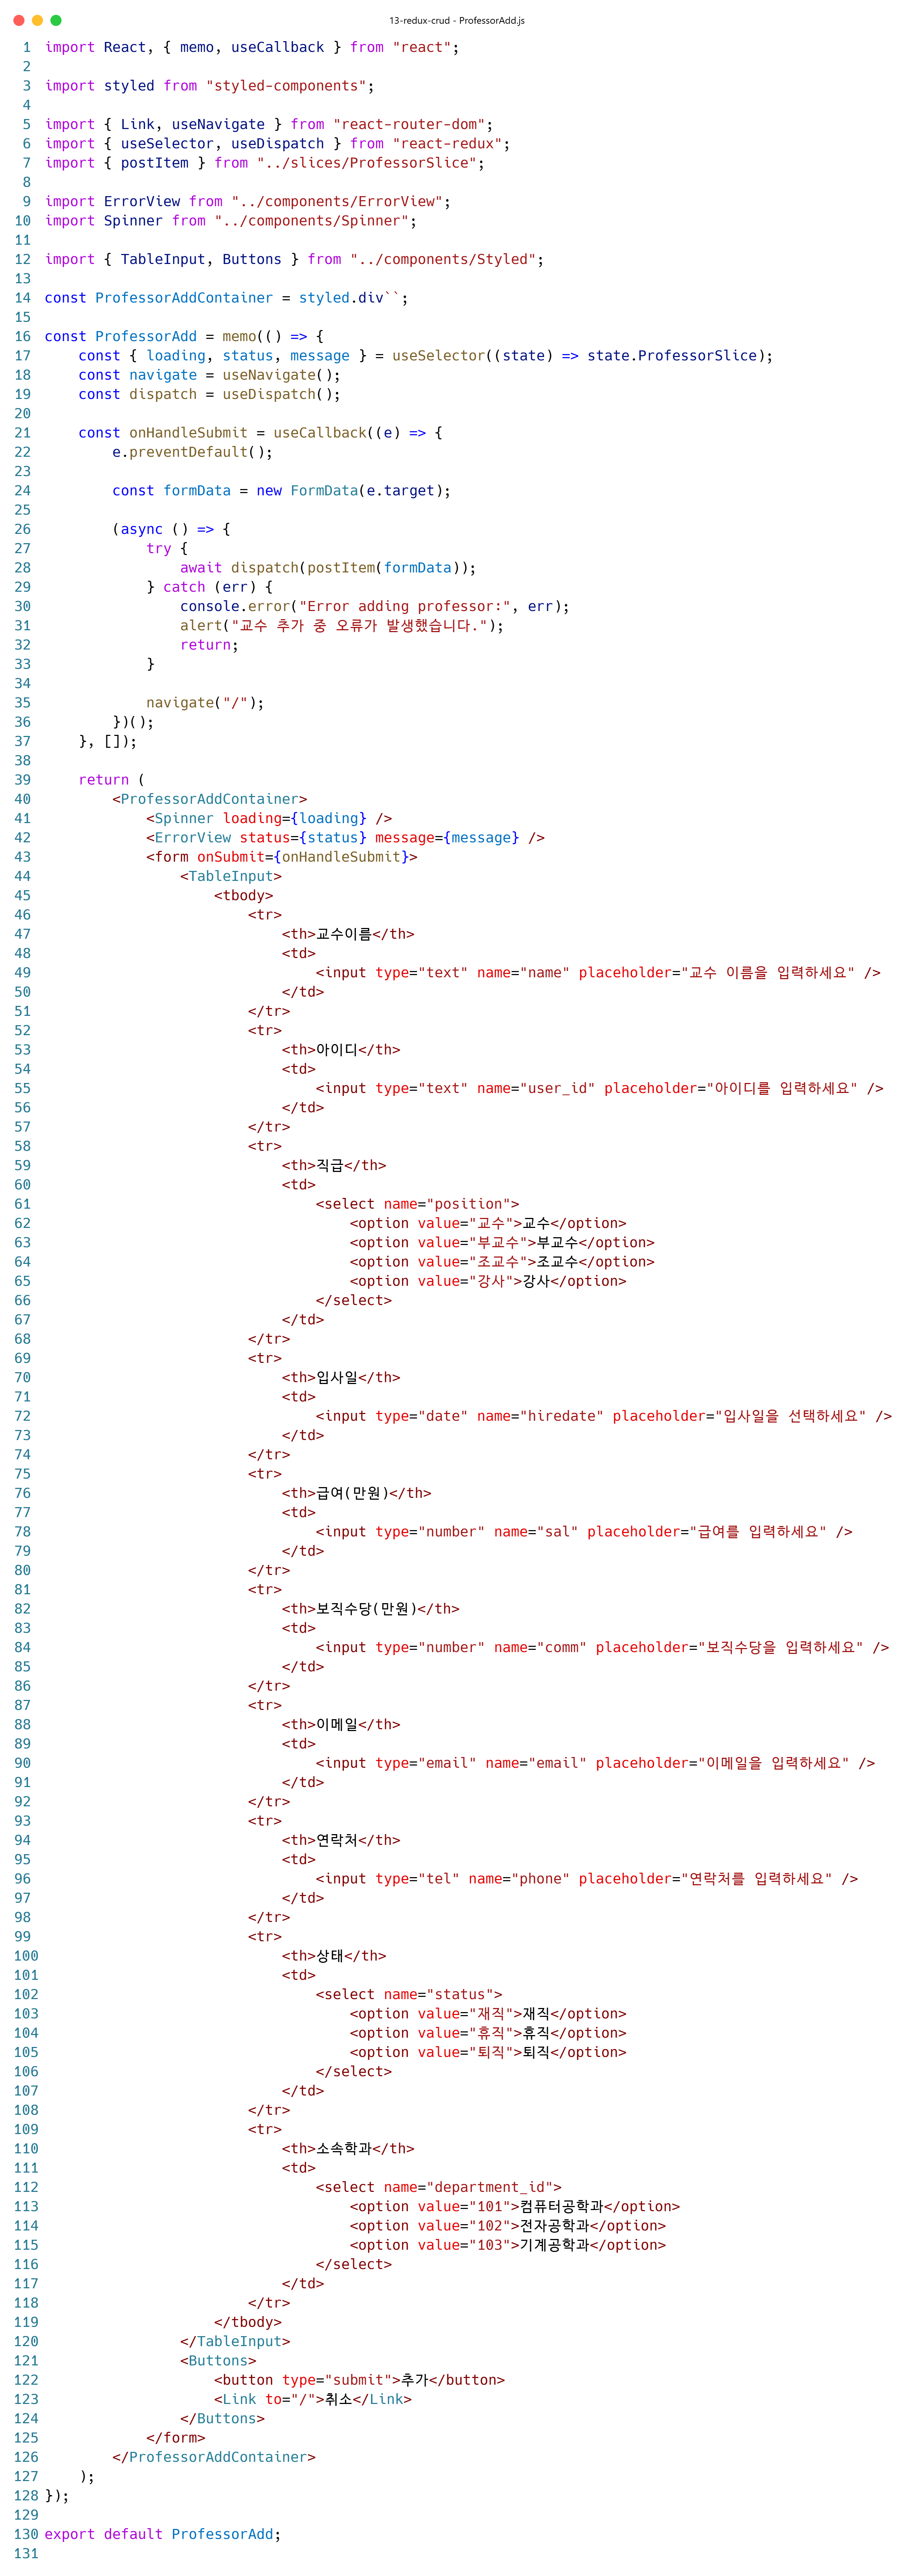 13-redux-crud - ProfessorAdd.js
1 import React, { memo, useCallback } from "react";
2
3 import styled from "styled-components";
4
5 import { Link, useNavigate } from "react-router-dom";
6 import { useSelector, useDispatch } from "react-redux";
7 import { postItem } from "../slices/ProfessorSlice";
8
9 import ErrorView from "../components/ErrorView";
10 import Spinner from "../components/Spinner";
11
12 import { TableInput, Buttons } from "../components/Styled";
13
14 const ProfessorAddContainer = styled.div``;
15
16 const ProfessorAdd = memo(() => {
17     const { loading, status, message } = useSelector((state) => state.ProfessorSlice);
18     const navigate = useNavigate();
19     const dispatch = useDispatch();
20
21     const onHandleSubmit = useCallback((e) => {
22         e.preventDefault();
23
24         const formData = new FormData(e.target);
25
26         (async () => {
27             try {
28                 await dispatch(postItem(formData));
29             } catch (err) {
30                 console.error("Error adding professor:", err);
31                 alert("교수 추가 중 오류가 발생했습니다.");
32                 return;
33             }
34
35             navigate("/");
36         })();
37     }, []);
38
39     return (
40         <ProfessorAddContainer>
41             <Spinner loading={loading} />
42             <ErrorView status={status} message={message} />
43             <form onSubmit={onHandleSubmit}>
44                 <TableInput>
45                     <tbody>
46                         <tr>
47                             <th>교수이름</th>
48                             <td>
49                                 <input type="text" name="name" placeholder="교수 이름을 입력하세요" />
50                             </td>
51                         </tr>
52                         <tr>
53                             <th>아이디</th>
54                             <td>
55                                 <input type="text" name="user_id" placeholder="아이디를 입력하세요" />
56                             </td>
57                         </tr>
58                         <tr>
59                             <th>직급</th>
60                             <td>
61                                 <select name="position">
62                                     <option value="교수">교수</option>
63                                     <option value="부교수">부교수</option>
64                                     <option value="조교수">조교수</option>
65                                     <option value="강사">강사</option>
66                                 </select>
67                             </td>
68                         </tr>
69                         <tr>
70                             <th>입사일</th>
71                             <td>
72                                 <input type="date" name="hiredate" placeholder="입사일을 선택하세요" />
73                             </td>
74                         </tr>
75                         <tr>
76                             <th>급여(만원)</th>
77                             <td>
78                                 <input type="number" name="sal" placeholder="급여를 입력하세요" />
79                             </td>
80                         </tr>
81                         <tr>
82                             <th>보직수당(만원)</th>
83                             <td>
84                                 <input type="number" name="comm" placeholder="보직수당을 입력하세요" />
85                             </td>
86                         </tr>
87                         <tr>
88                             <th>이메일</th>
89                             <td>
90                                 <input type="email" name="email" placeholder="이메일을 입력하세요" />
91                             </td>
92                         </tr>
93                         <tr>
94                             <th>연락처</th>
95                             <td>
96                                 <input type="tel" name="phone" placeholder="연락처를 입력하세요" />
97                             </td>
98                         </tr>
99                         <tr>
100                             <th>상태</th>
101                             <td>
102                                 <select name="status">
103                                     <option value="재직">재직</option>
104                                     <option value="휴직">휴직</option>
105                                     <option value="퇴직">퇴직</option>
106                                 </select>
107                             </td>
108                         </tr>
109                         <tr>
110                             <th>소속학과</th>
111                             <td>
112                                 <select name="department_id">
113                                     <option value="101">컴퓨터공학과</option>
114                                     <option value="102">전자공학과</option>
115                                     <option value="103">기계공학과</option>
116                                 </select>
117                             </td>
118                         </tr>
119                     </tbody>
120                 </TableInput>
121                 <Buttons>
122                     <button type="submit">추가</button>
123                     <Link to="/">취소</Link>
124                 </Buttons>
125             </form>
126         </ProfessorAddContainer>
127     );
128 });
129
130 export default ProfessorAdd;
131